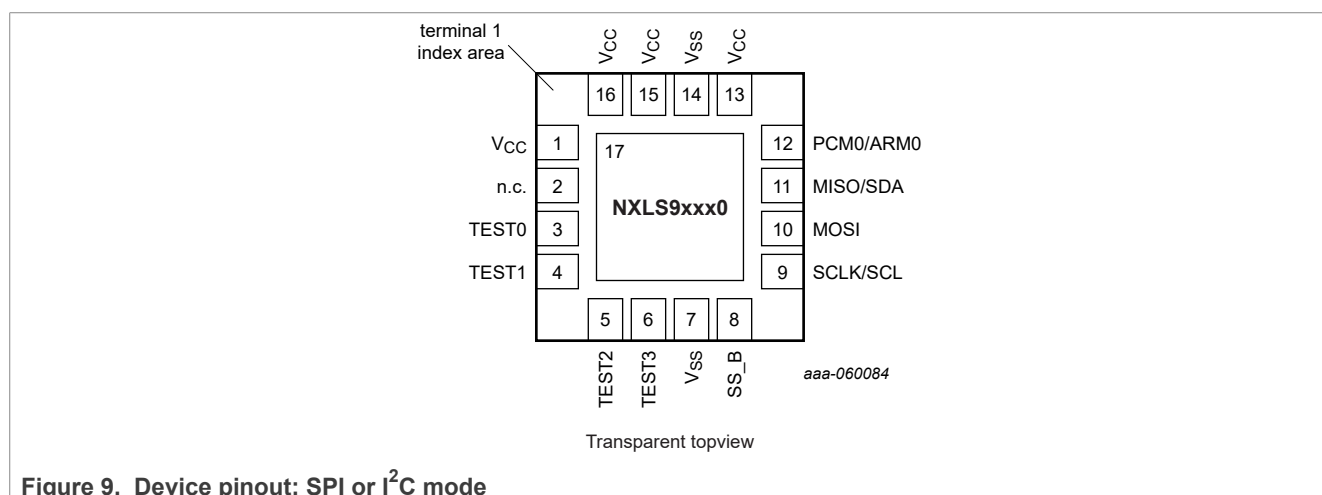 terminal 1
index area
VCC
VCC
VSS
VCC
16
15
14
13
VCC
1
17
12
PCM0/ARM0
n.c.
2
11
MISO/SDA
NXLS9xxx0
TEST0
3
10
MOSI
TEST1
4
9
SCLK/SCL
5
6
7
8
TEST2
TEST3
VSS
SS_B
aaa-060084
Transparent topview
Figure 9. Device pinout: SPI or I²C mode